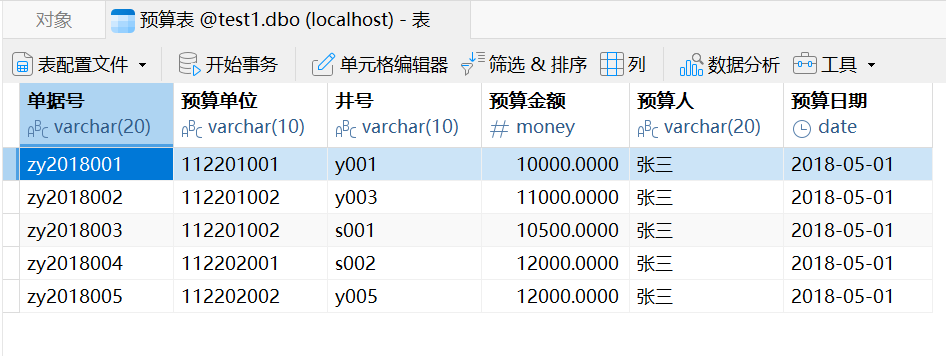 对象 预算表 @test1.dbo (localhost) - 表
表配置文件 开始事务 单元格编辑器 筛选 & 排序 列 数据分析 工具
单据号 预算单位 井号 预算金额 预算人 预算日期
ABC varchar(20) ABC varchar(10) ABC varchar(10) # money ABC varchar(20) date
zy2018001 112201001 y001 10000.0000 张三 2018-05-01
zy2018002 112201002 y003 11000.0000 张三 2018-05-01
zy2018003 112201002 s001 10500.0000 张三 2018-05-01
zy2018004 112202001 s002 12000.0000 张三 2018-05-01
zy2018005 112202002 y005 12000.0000 张三 2018-05-01